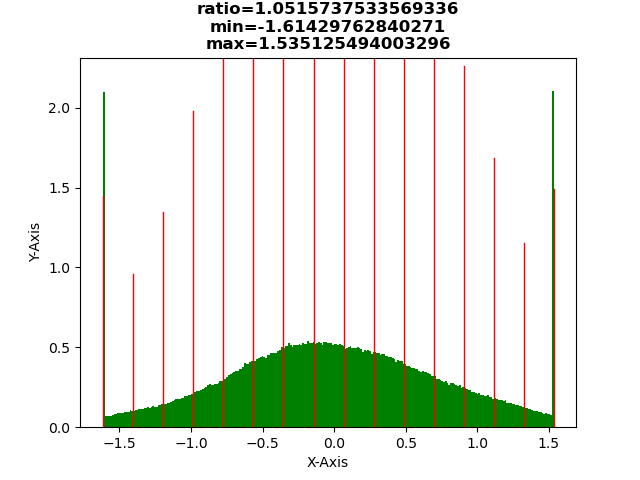 ratio=1.0515737533569336
min=-1.61429762840271
max=1.535125494003296
2.0
1.5
1.0
0.5
0.0
Y-Axis
−1.5 −1.0 −0.5 0.0 0.5 1.0 1.5
X-Axis